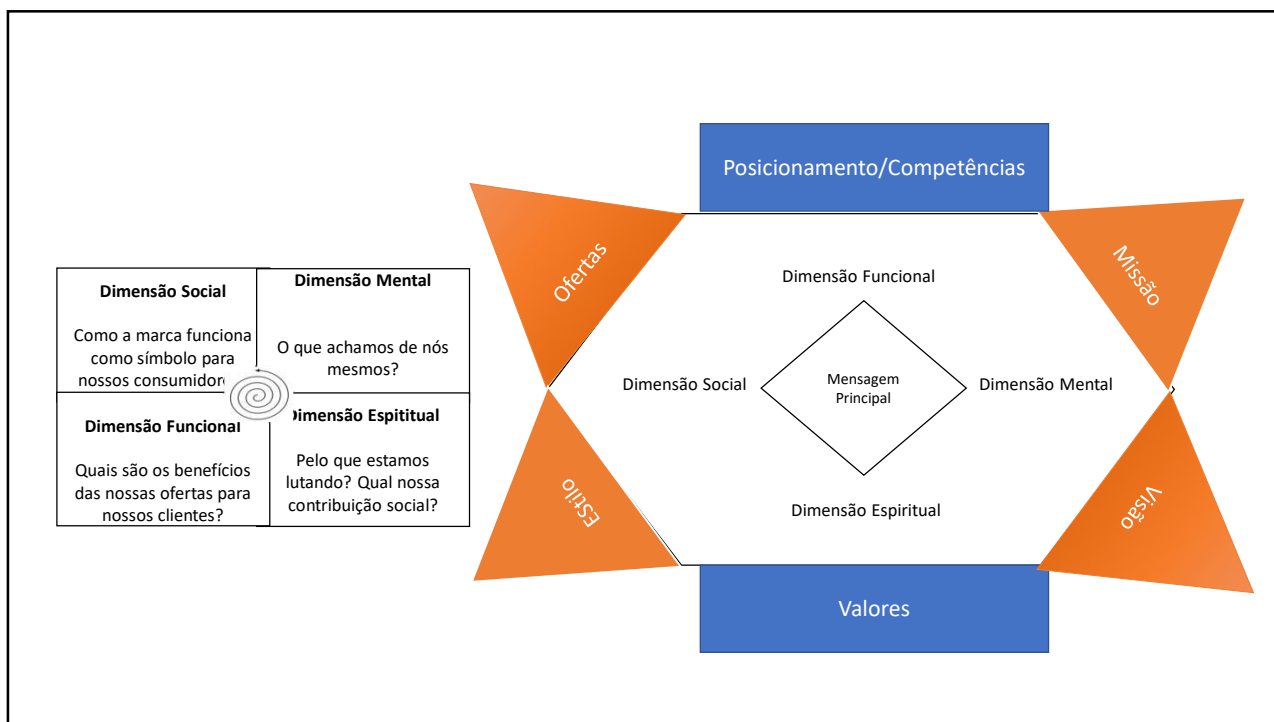 Dimensão Social
Como a marca funciona
como símbolo para
nossos consumidor
Dimensão Mental
O que achamos de nós
mesmos?
Dimensão Funcional
Quais são os benefícios
das nossas ofertas para
nossos clientes?
Dimensão Espititual
Pelo que estamos
lutando? Qual nossa
contribuição social?
Posicionamento/Competências
Ofertas
Missão
Dimensão Funcional
Dimensão Social
Mensagem
Principal
Dimensão Mental
Dimensão Espiritual
EStilo
Visão
Valores